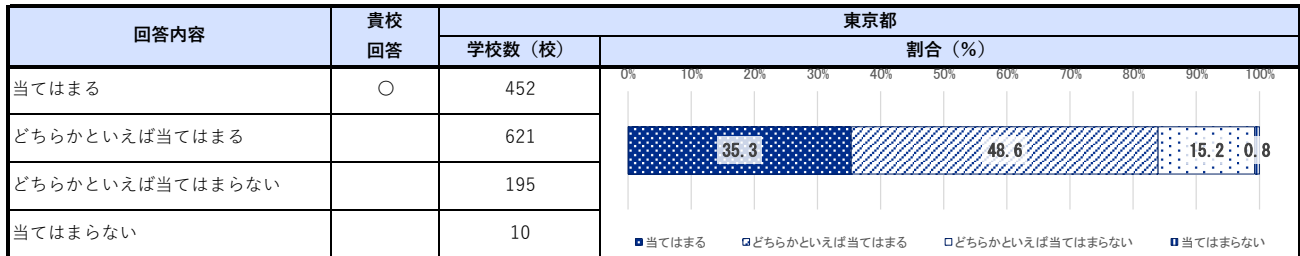 回答内容
貴校
回答
東京都
学校数（校）
割合（%）
当てはまる ○ 452
どちらかといえば当てはまる 621
どちらかといえば当てはまらない 195
当てはまらない 10
0% 10% 20% 30% 40% 50% 60% 70% 80% 90% 100%
35.3 48.6 15.2 0.8
当てはまる どちらかといえば当てはまる どちらかといえば当てはまらない 当てはまらない